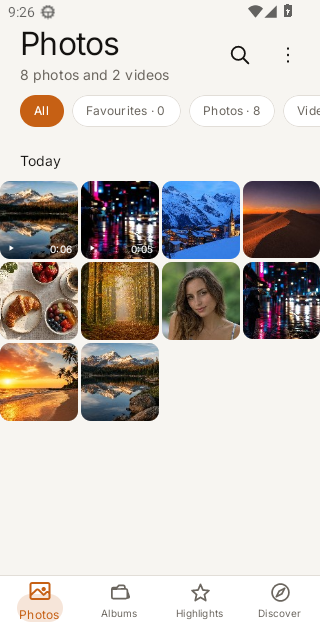 9:26
Photos
8 photos and 2 videos
All
Favourites · 0
Photos · 8
Today
0:06
0:05
Photos
Albums
Highlights
Discover